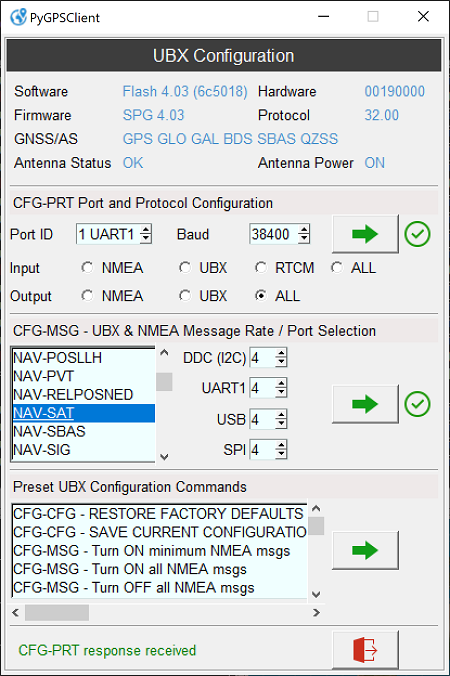 PyGPSClient
UBX Configuration
Software Flash 4.03 (6c5018) Hardware 00190000
Firmware SPG 4.03 Protocol 32.00
GNSS/AS GPS GLO GAL BDS SBAS QZSS
Antenna Status OK Antenna Power ON
CFG-PRT Port and Protocol Configuration
Port ID 1 UART1 Baud 38400
Input NMEA UBX RTCM ALL
Output NMEA UBX ALL
CFG-MSG - UBX & NMEA Message Rate / Port Selection
NAV-POSLLH
NAV-PVT
NAV-RELPOSNED
NAV-SAT
NAV-SBAS
NAV-SIG
DDC (I2C) 4
UART1 4
USB 4
SPI 4
Preset UBX Configuration Commands
CFG-CFG - RESTORE FACTORY DEFAULTS
CFG-CFG - SAVE CURRENT CONFIGURATIO
CFG-MSG - Turn ON minimum NMEA msgs
CFG-MSG - Turn ON all NMEA msgs
CFG-MSG - Turn OFF all NMEA msgs
CFG-PRT response received